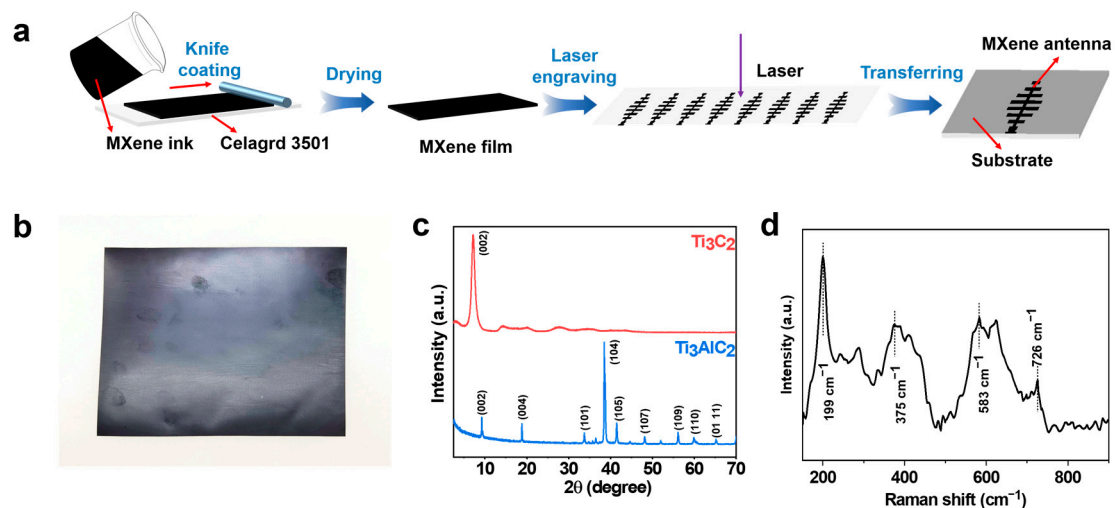 a
Knife
coating
Drying
Laser
engraving
Laser
Transferring
MXene antenna
MXene ink
Celagrd 3501
MXene film
Substrate
b
c
Intensity (a.u.)
(002)
Ti₃C₂
Ti₃AlC₂
(002)
(004)
(101)
(104)
(105)
(107)
(109)
(110)
(01 11)
10 20 30 40 50 60 70
2θ (degree)
d
Intensity (a.u.)
199 cm⁻¹
375 cm⁻¹
583 cm⁻¹
726 cm⁻¹
200 400 600 800
Raman shift (cm⁻¹)